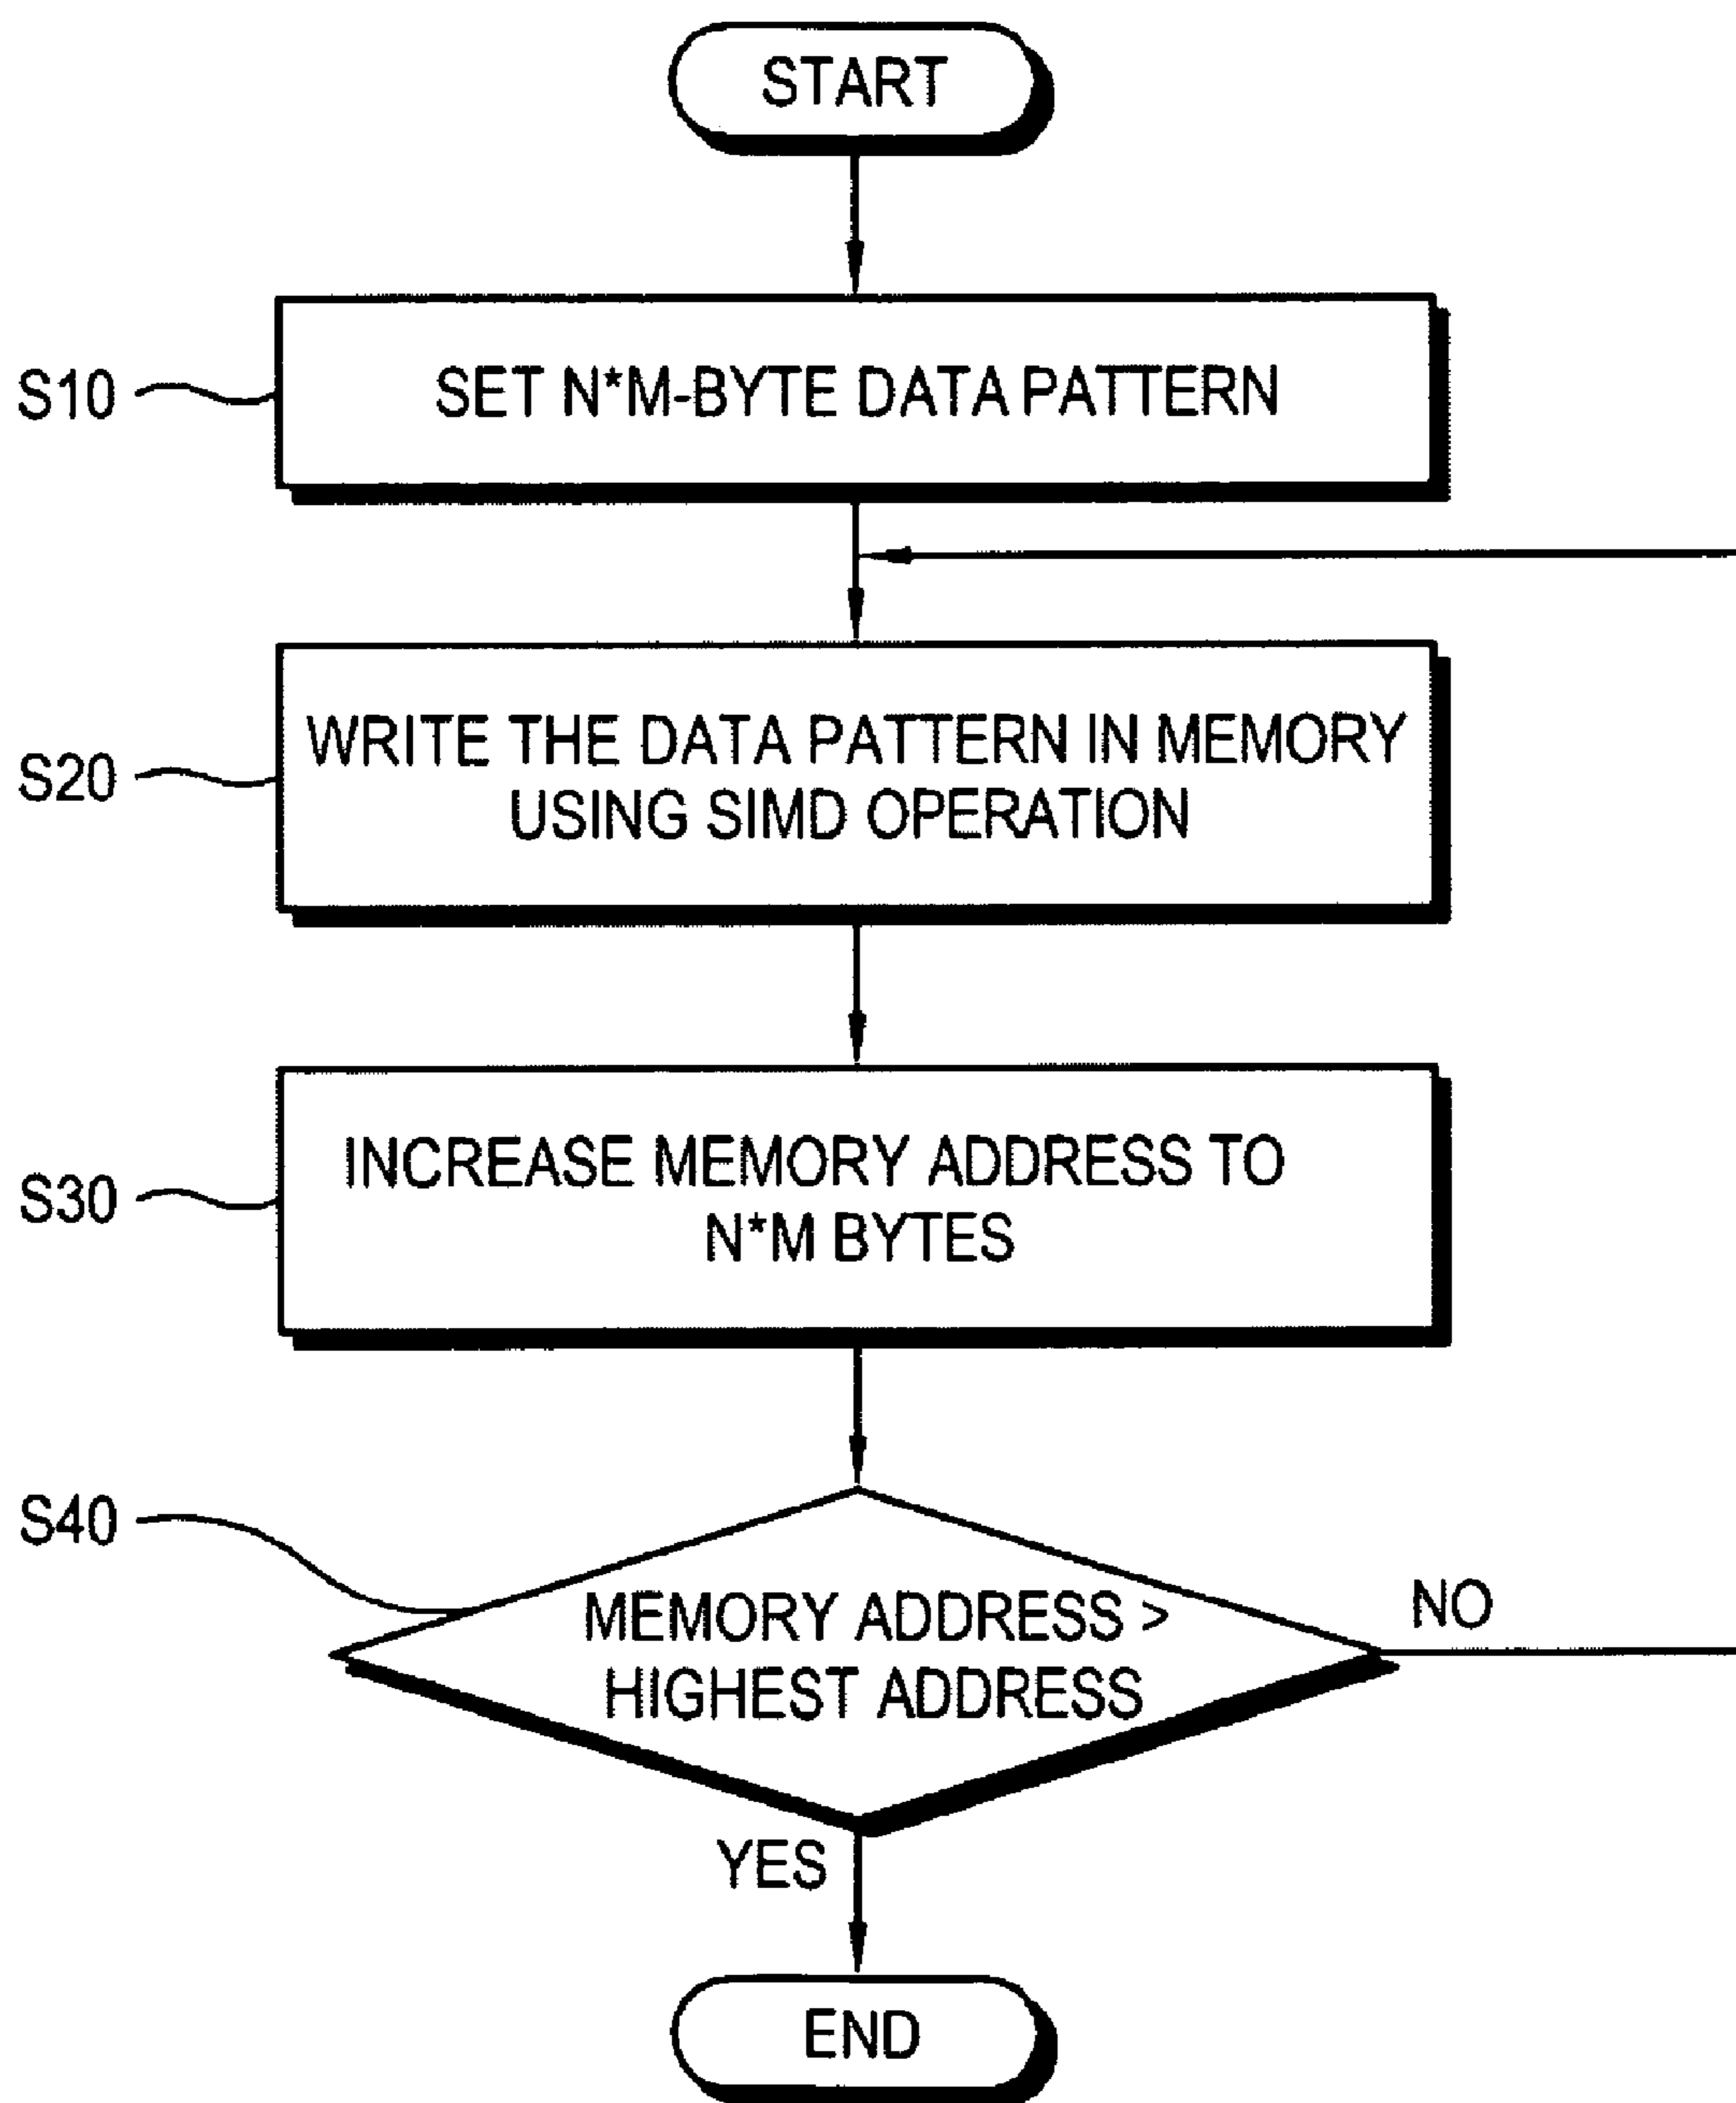 START
S10
SET N*M-BYTE DATA PATTERN
S20
WRITE THE DATA PATTERN IN MEMORY
USING SIMD OPERATION
S30
INCREASE MEMORY ADDRESS TO
N*M BYTES
S40
MEMORY ADDRESS >
HIGHEST ADDRESS
NO
YES
END